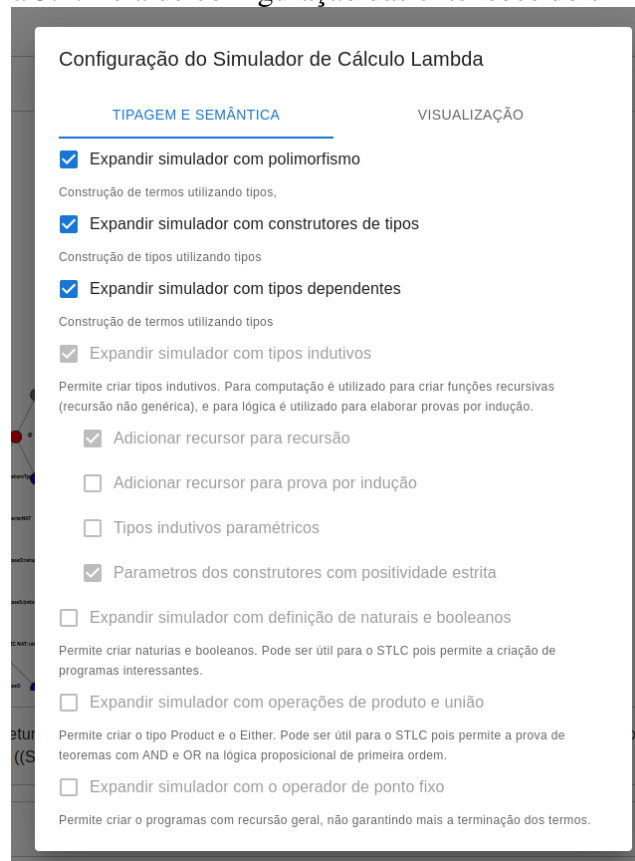 Configuração do Simulador de Cálculo Lambda
TIPAGEM E SEMÂNTICA
VISUALIZAÇÃO
Expandir simulador com polimorfismo
Construção de termos utilizando tipos,
Expandir simulador com construtores de tipos
Construção de tipos utilizando tipos
Expandir simulador com tipos dependentes
Construção de termos utilizando tipos
Expandir simulador com tipos indutivos
Permite criar tipos indutivos. Para computação é utilizado para criar funções recursivas
(recursão não genérica), e para lógica é utilizado para elaborar provas por indução.
Adicionar recursor para recursão
Adicionar recursor para prova por indução
Tipos indutivos paramétricos
Parametros dos construtores com positividade estrita
Expandir simulador com definição de naturais e booleanos
Permite criar naturias e booleanos. Pode ser útil para o STLC pois permite a criação de
programas interessantes.
Expandir simulador com operações de produto e união
Permite criar o tipo Product e o Either. Pode ser útil para o STLC pois permite a prova de
teoremas com AND e OR na lógica proposicional de primeira ordem.
Expandir simulador com o operador de ponto fixo
Permite criar o programas com recursão geral, não garantindo mais a terminação dos termos.